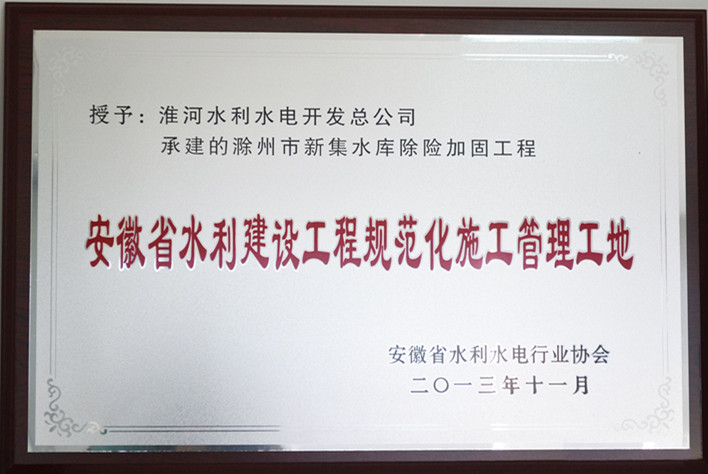 授予：淮河水利水电开发总公司
承建的滁州市新集水库除险加固工程
安徽省水利建设工程规范化施工管理工地
安徽省水利水电行业协会
二〇一三年十一月